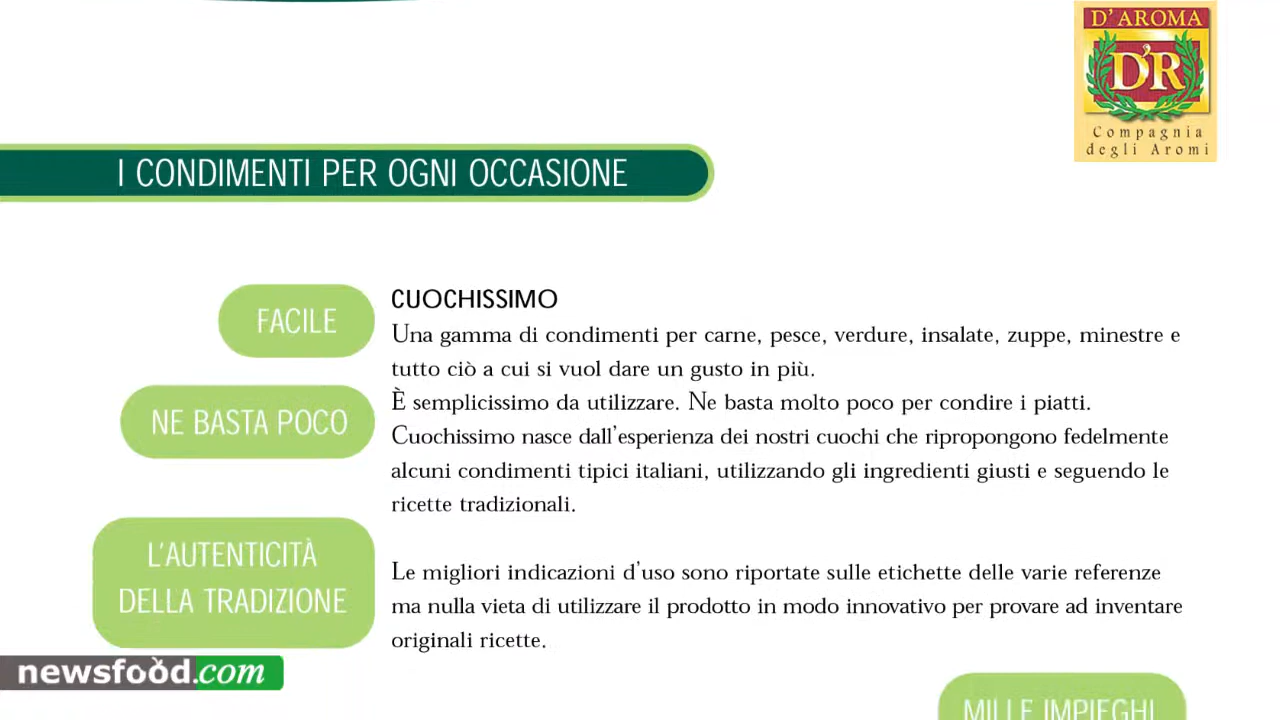 D'AROMA
D'R
Compagnia
degli Aromi
I CONDIMENTI PER OGNI OCCASIONE
FACILE
CUOCHISSIMO
Una gamma di condimenti per carne, pesce, verdure, insalate, zuppe, minestre e
tutto ciò a cui si vuol dare un gusto in più.
NE BASTA POCO
È semplicissimo da utilizzare. Ne basta molto poco per condire i piatti.
Cuochissimo nasce dall'esperienza dei nostri cuochi che ripropongono fedelmente
alcuni condimenti tipici italiani, utilizzando gli ingredienti giusti e seguendo le
ricette tradizionali.
L'AUTENTICITÀ
DELLA TRADIZIONE
Le migliori indicazioni d'uso sono riportate sulle etichette delle varie referenze
ma nulla vieta di utilizzare il prodotto in modo innovativo per provare ad inventare
originali ricette.
newsfoòd.com
MILLE IMPIEGHI